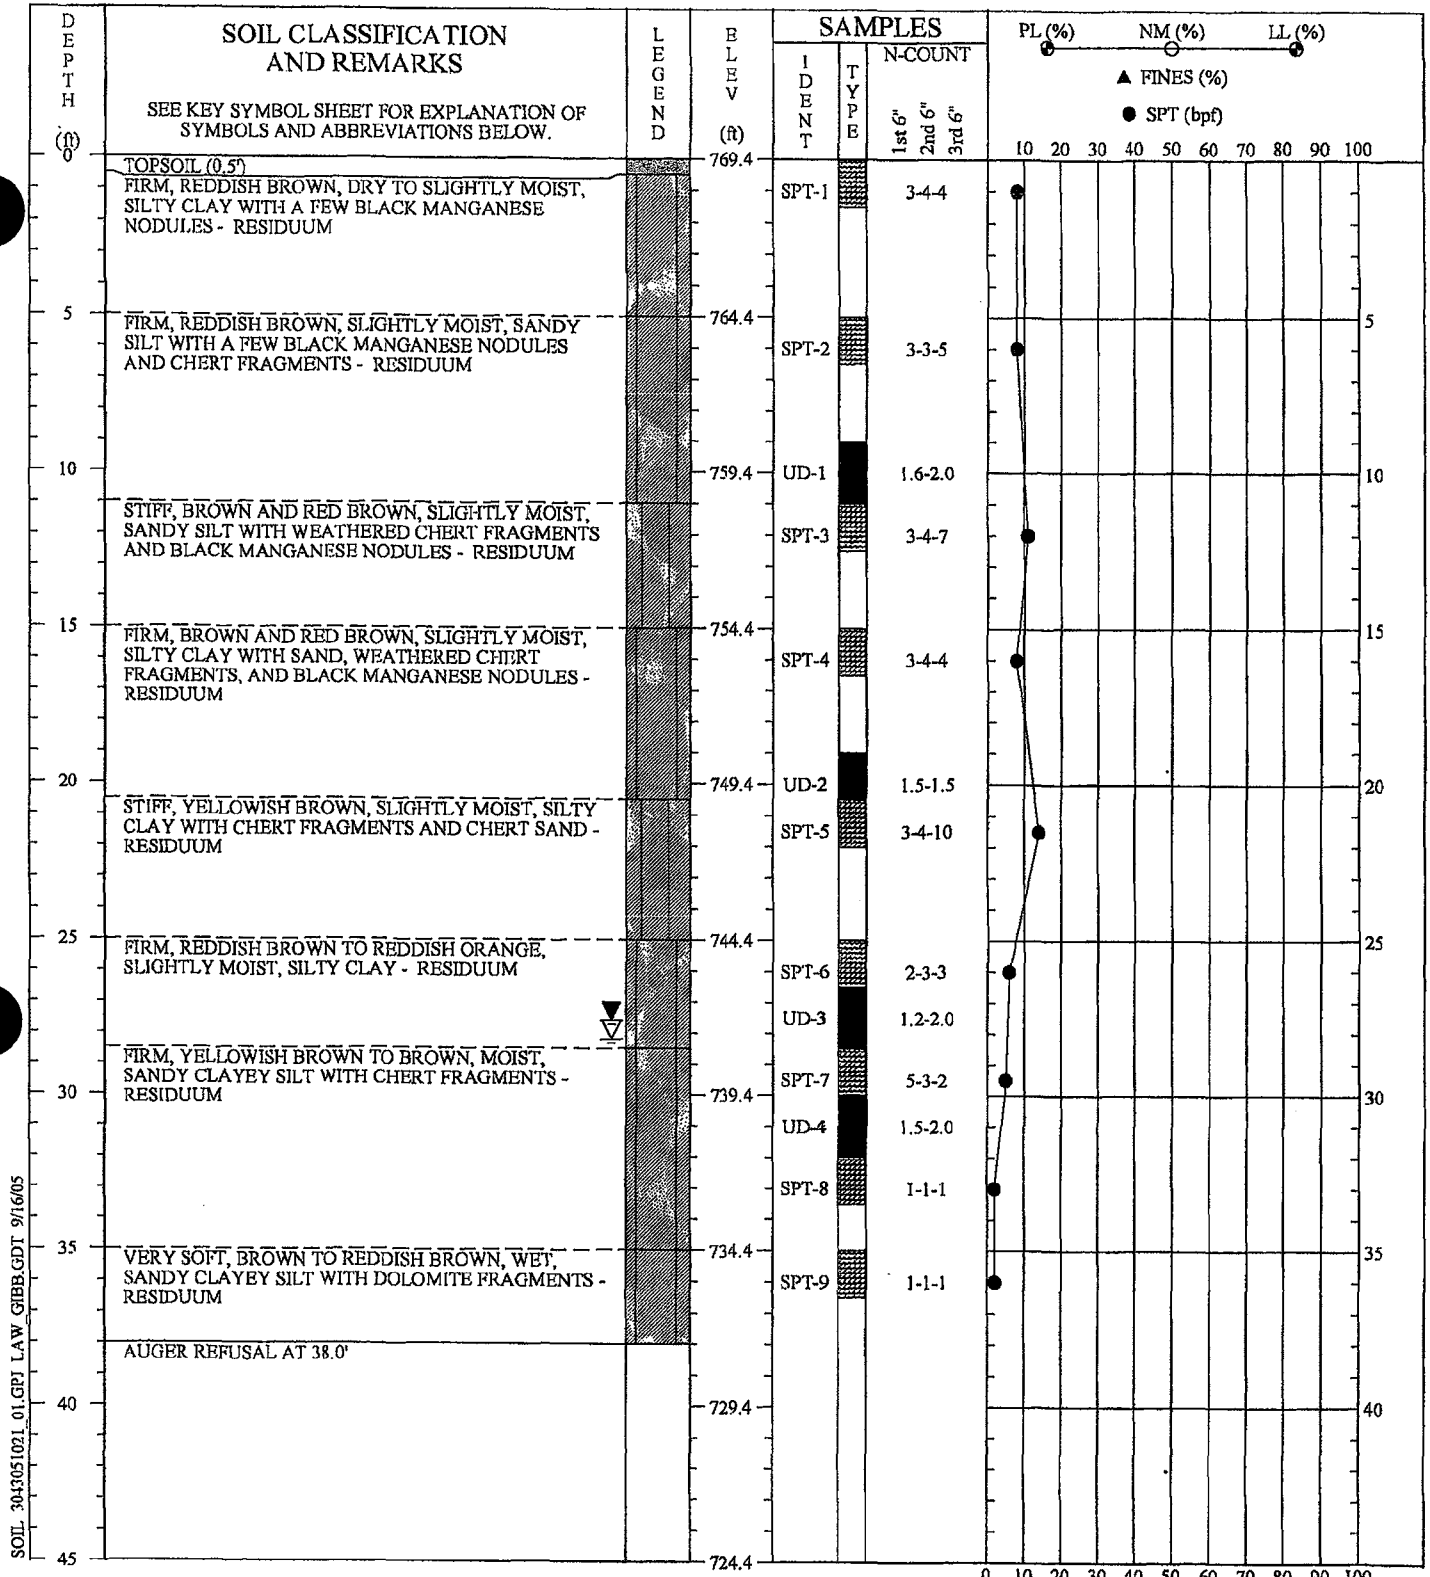 DEPTH (ft)
SOIL CLASSIFICATION
AND REMARKS
SEE KEY SYMBOL SHEET FOR EXPLANATION OF
SYMBOLS AND ABBREVIATIONS BELOW.
LEGEND
ELEV (ft)
SAMPLES
IDENT
TYPE
N-COUNT
1st 6"
2nd 6"
3rd 6"
PL (%) NM (%) LL (%)
▲ FINES (%)
● SPT (bpf)
10 20 30 40 50 60 70 80 90 100
0
TOPSOIL (0.5')
769.4
FIRM, REDDISH BROWN, DRY TO SLIGHTLY MOIST,
SILTY CLAY WITH A FEW BLACK MANGANESE
NODULES - RESIDUUM
SPT-1 3-4-4
5 764.4 5
FIRM, REDDISH BROWN, SLIGHTLY MOIST, SANDY
SILT WITH A FEW BLACK MANGANESE NODULES
AND CHERT FRAGMENTS - RESIDUUM
SPT-2 3-3-5
10 759.4 UD-1 1.6-2.0 10
STIFF, BROWN AND RED BROWN, SLIGHTLY MOIST,
SANDY SILT WITH WEATHERED CHERT FRAGMENTS
AND BLACK MANGANESE NODULES - RESIDUUM
SPT-3 3-4-7
15 754.4 15
FIRM, BROWN AND RED BROWN, SLIGHTLY MOIST,
SILTY CLAY WITH SAND, WEATHERED CHERT
FRAGMENTS, AND BLACK MANGANESE NODULES -
RESIDUUM
SPT-4 3-4-4
20 749.4 UD-2 1.5-1.5 20
STIFF, YELLOWISH BROWN, SLIGHTLY MOIST, SILTY
CLAY WITH CHERT FRAGMENTS AND CHERT SAND -
RESIDUUM
SPT-5 3-4-10
25 744.4 25
FIRM, REDDISH BROWN TO REDDISH ORANGE,
SLIGHTLY MOIST, SILTY CLAY - RESIDUUM
SPT-6 2-3-3
UD-3 1.2-2.0
FIRM, YELLOWISH BROWN TO BROWN, MOIST,
SANDY CLAYEY SILT WITH CHERT FRAGMENTS -
RESIDUUM
SPT-7 5-3-2
30 739.4 30
UD-4 1.5-2.0
SPT-8 1-1-1
35 734.4 35
VERY SOFT, BROWN TO REDDISH BROWN, WET,
SANDY CLAYEY SILT WITH DOLOMITE FRAGMENTS -
RESIDUUM
SPT-9 1-1-1
AUGER REFUSAL AT 38.0'
40 729.4 40
45 724.4
0 10 20 30 40 50 60 70 80 90 100
SOIL 3043051021_01.GPJ LAW_GIBB.GDT 9/16/05